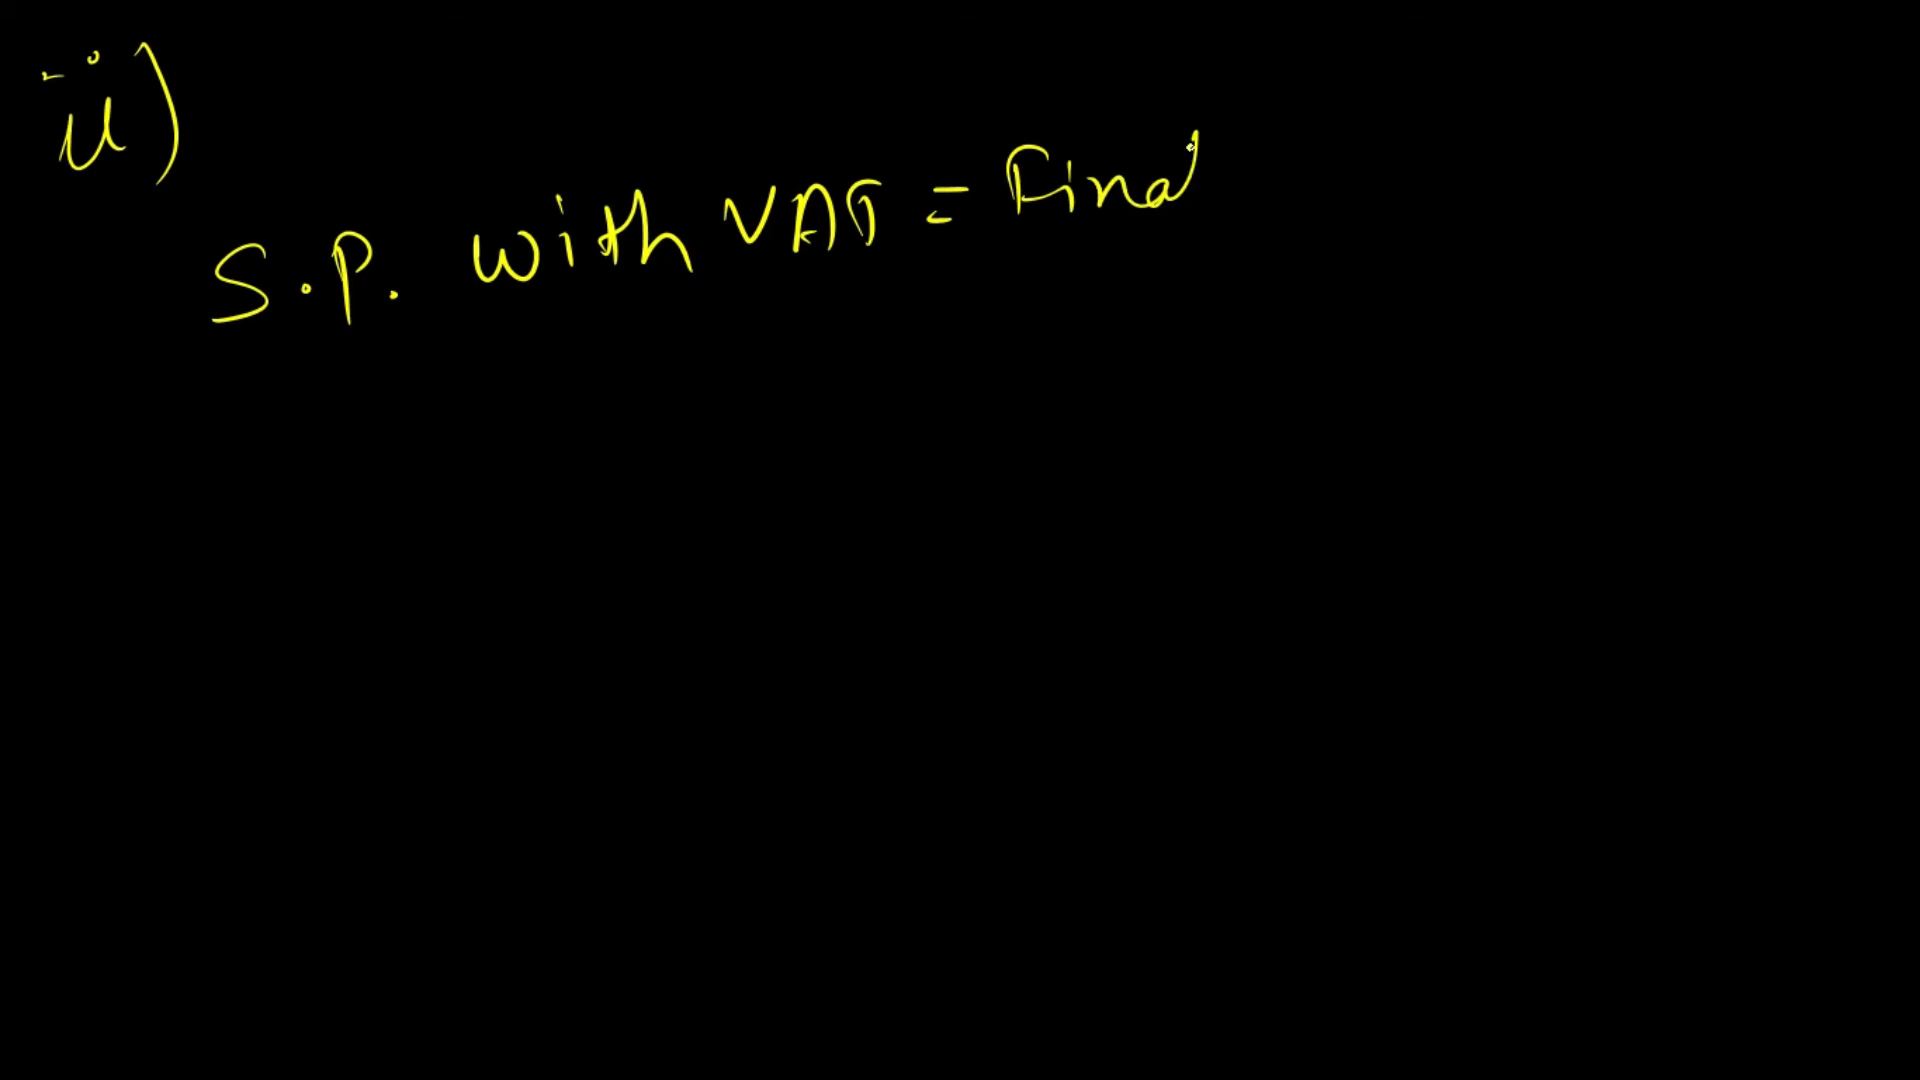 ii)
S.P. with VAT = Final